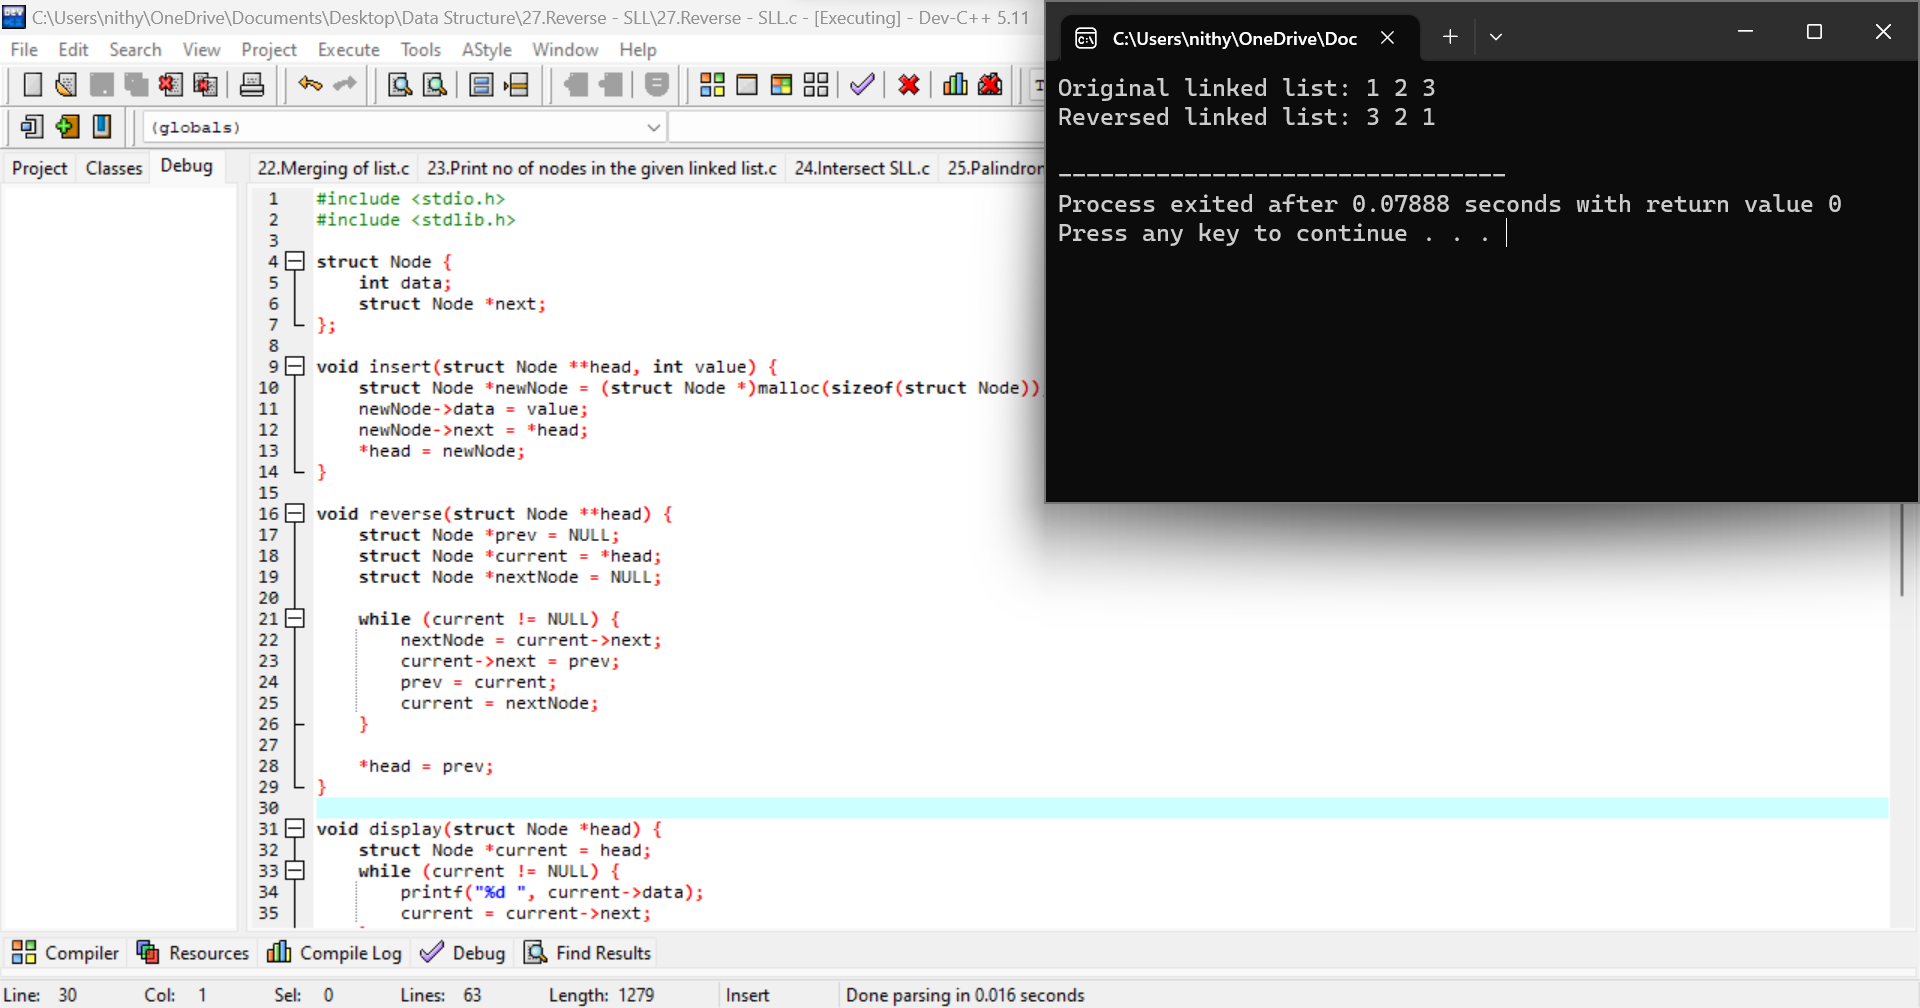 C:\Users\nithy\OneDrive\Documents\Desktop\Data Structure\27.Reverse - SLL\27.Reverse - SLL.c - [Executing] - Dev-C++ 5.11
File Edit Search View Project Execute Tools AStyle Window Help
(globals)
Project Classes Debug
22.Merging of list.c 23.Print no of nodes in the given linked list.c 24.Intersect SLL.c 25.Palindrom
1 #include <stdio.h>
2 #include <stdlib.h>
3
4 struct Node {
5 int data;
6 struct Node *next;
7 };
8
9 void insert(struct Node **head, int value) {
10 struct Node *newNode = (struct Node *)malloc(sizeof(struct Node))
11 newNode->data = value;
12 newNode->next = *head;
13 *head = newNode;
14 }
15
16 void reverse(struct Node **head) {
17 struct Node *prev = NULL;
18 struct Node *current = *head;
19 struct Node *nextNode = NULL;
20
21 while (current != NULL) {
22 nextNode = current->next;
23 current->next = prev;
24 prev = current;
25 current = nextNode;
26 }
27
28 *head = prev;
29 }
30
31 void display(struct Node *head) {
32 struct Node *current = head;
33 while (current != NULL) {
34 printf("%d ", current->data);
35 current = current->next;
C:\Users\nithy\OneDrive\Doc
Original linked list: 1 2 3
Reversed linked list: 3 2 1
--------------------------------
Process exited after 0.07888 seconds with return value 0
Press any key to continue . . .
Compiler Resources Compile Log Debug Find Results
Line: 30 Col: 1 Sel: 0 Lines: 63 Length: 1279 Insert Done parsing in 0.016 seconds